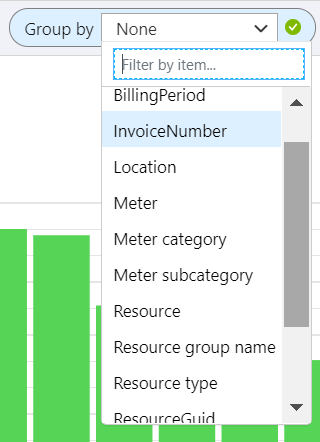 Group by None
Filter by item...
BillingPeriod
InvoiceNumber
Location
Meter
Meter category
Meter subcategory
Resource
Resource group name
Resource type
ResourceGuid